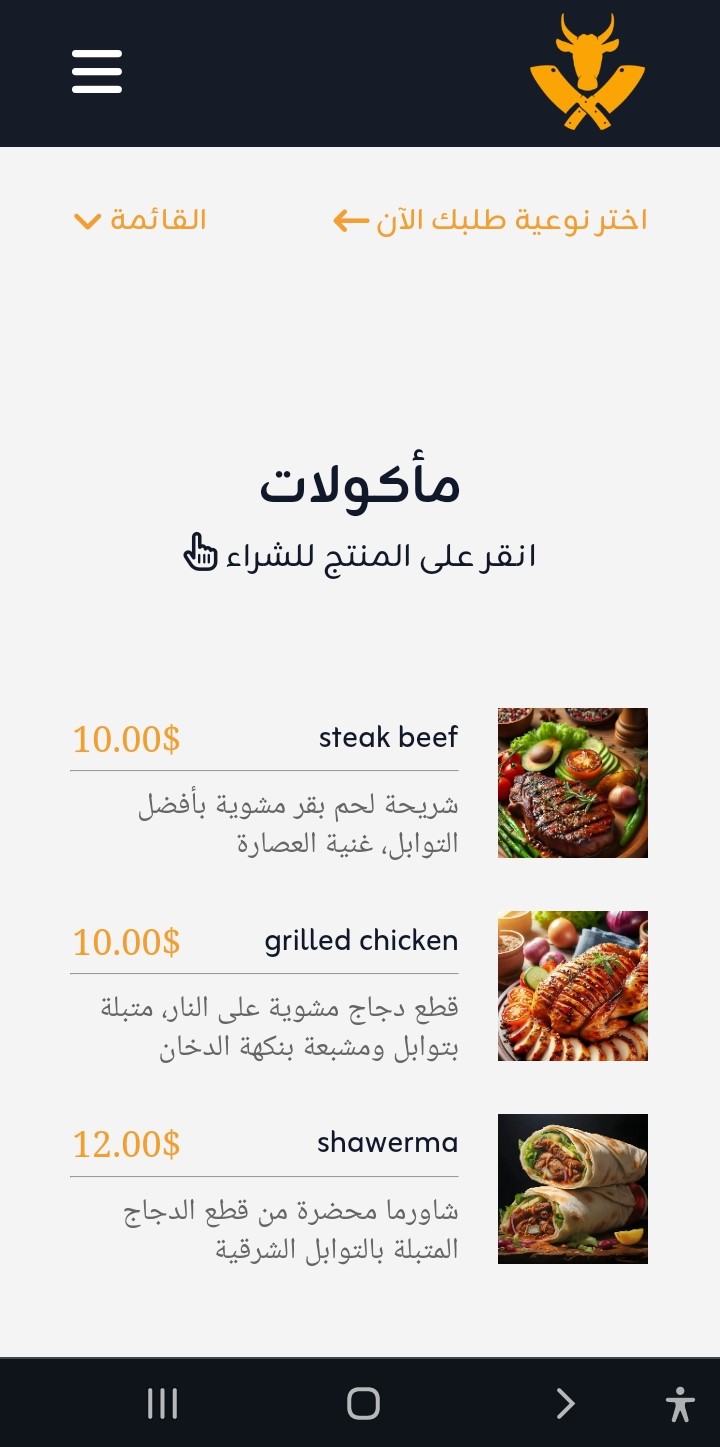 اختر نوعية طلبك الآن
القائمة
مأكولات
انقر على المنتج للشراء
steak beef
10.00$
شريحة لحم بقر مشوية بأفضل
التوابل، غنية العصارة
grilled chicken
10.00$
قطع دجاج مشوية على النار، متبلة
بتوابل ومشبعة بنكهة الدخان
shawerma
12.00$
شاورما محضرة من قطع الدجاج
المتبلة بالتوابل الشرقية